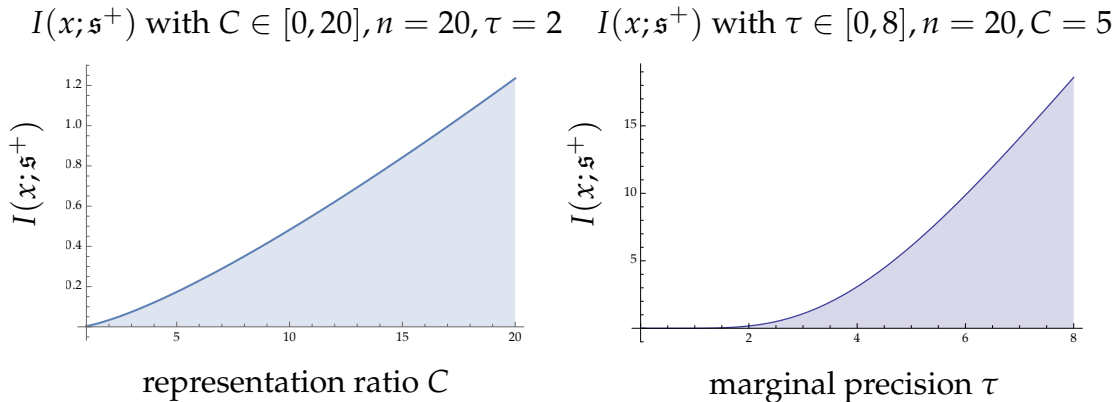 I(x; 𝔰⁺) with C ∈ [0, 20], n = 20, τ = 2
I(x; 𝔰⁺) with τ ∈ [0, 8], n = 20, C = 5
I(x; 𝔰⁺)
1.2
1.0
0.8
0.6
0.4
0.2
5
10
15
20
representation ratio C
I(x; 𝔰⁺)
15
10
5
2
4
6
8
marginal precision τ